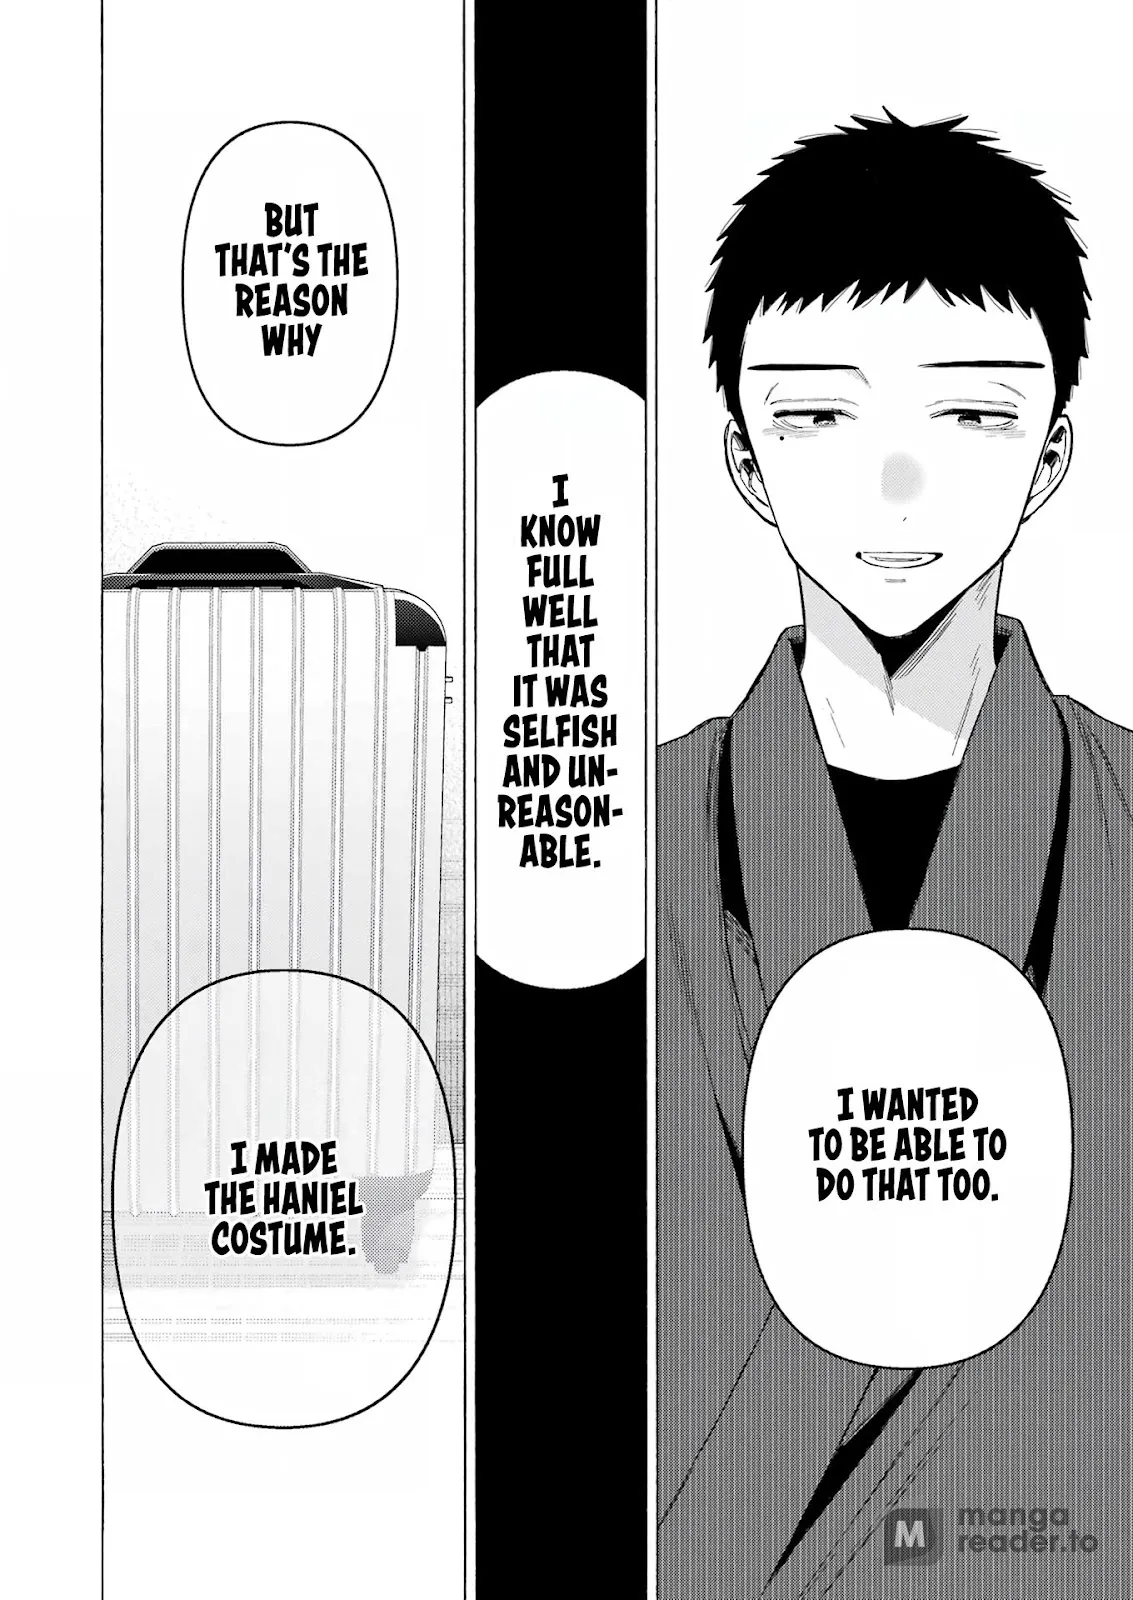 I WANTED
TO BE ABLE TO
DO THAT TOO.
I
KNOW
FULL
WELL
THAT
IT WAS
SELFISH
AND UN-
REASON-
ABLE.
BUT
THAT'S THE
REASON
WHY
I MADE
THE HANIEL
COSTUME.
M manga
reader.to